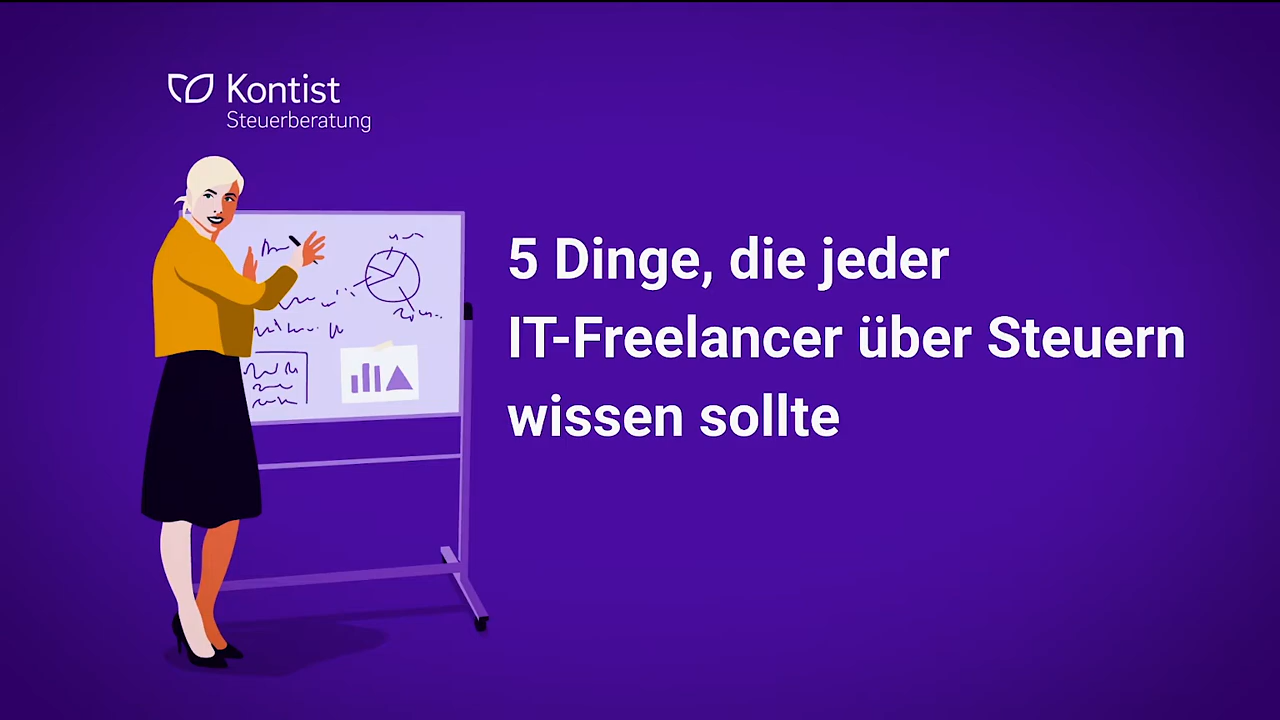 Kontist
Steuerberatung
5 Dinge, die jeder
IT-Freelancer über Steuern
wissen sollte